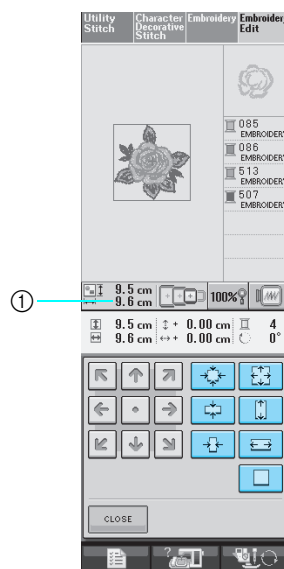 Utility Stitch
Character Decorative Stitch
Embroidery
Embroidery Edit
085
EMBROIDERY
086
EMBROIDERY
513
EMBROIDERY
507
EMBROIDERY
① 9.5 cm
9.6 cm
100%
9.5 cm + 0.00 cm 4
9.6 cm + 0.00 cm 0°
CLOSE